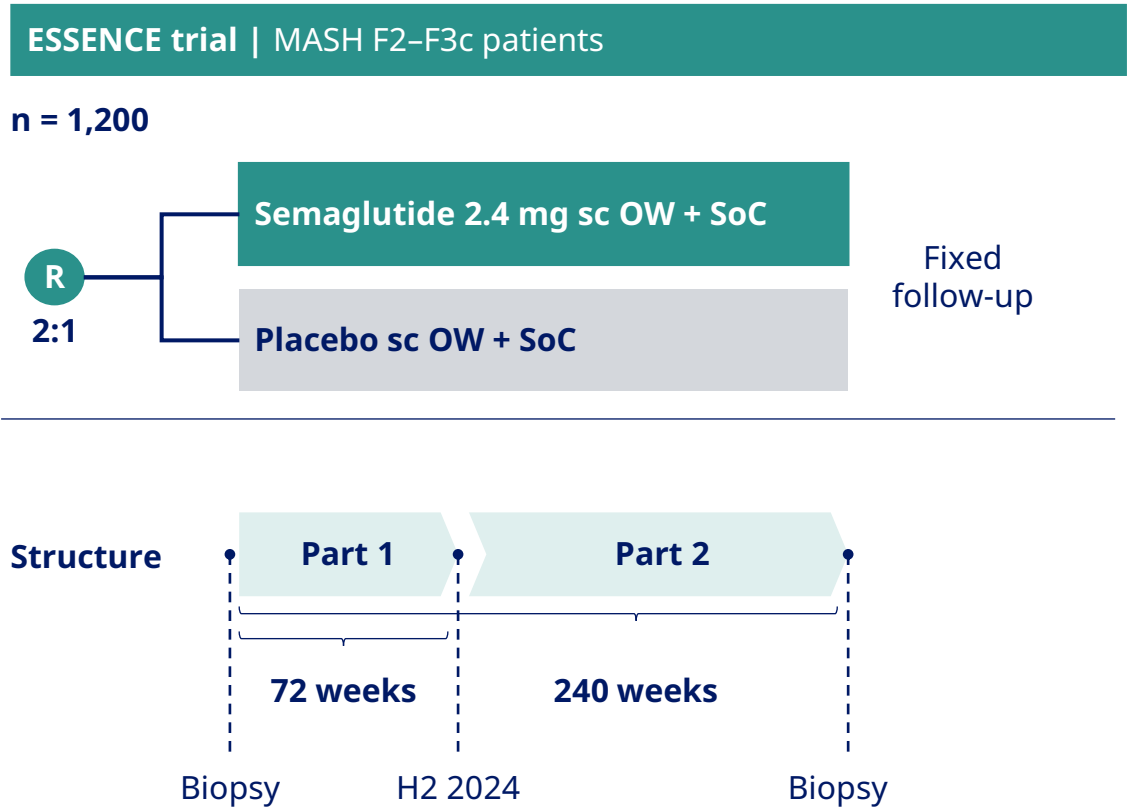 ESSENCE trial | MASH F2–F3c patients
n = 1,200
Semaglutide 2.4 mg sc OW + SoC
R
2:1
Placebo sc OW + SoC
Fixed
follow-up
Structure
Part 1
Part 2
72 weeks
240 weeks
Biopsy
H2 2024
Biopsy